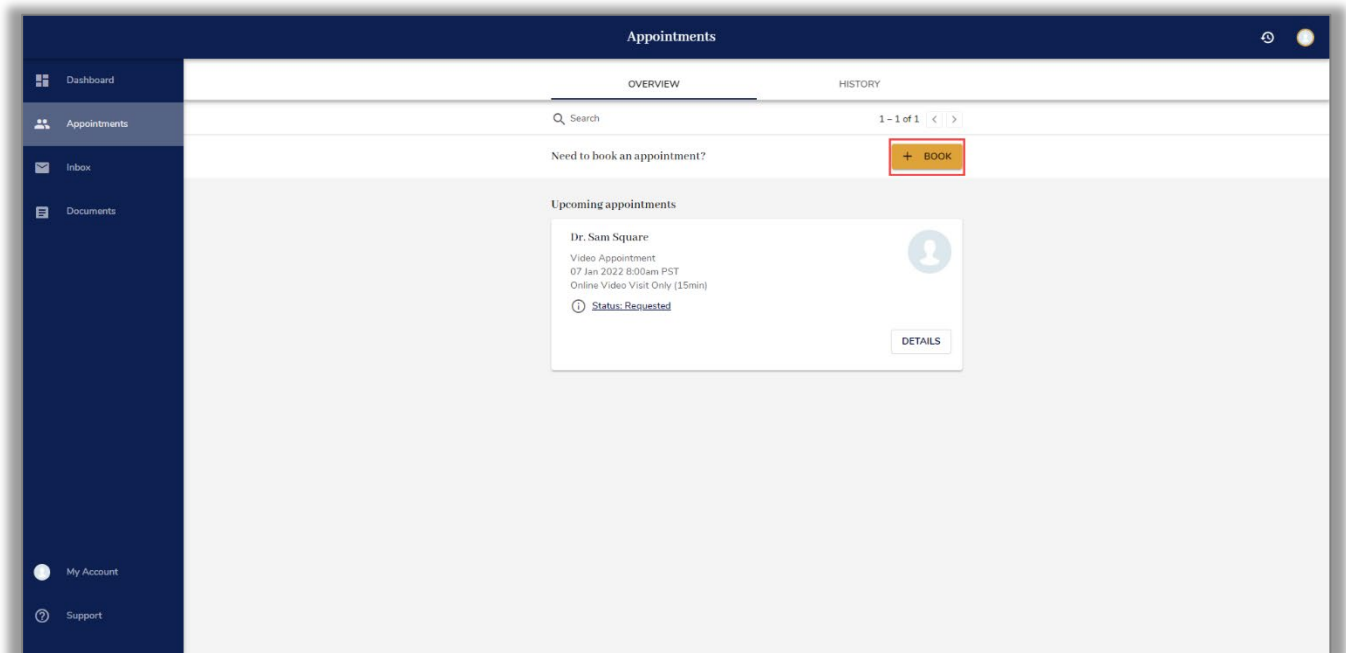 Appointments
Dashboard
Appointments
Inbox
Documents
My Account
Support
OVERVIEW
HISTORY
Search
1 – 1 of 1
Need to book an appointment?
+ BOOK
Upcoming appointments
Dr. Sam Square
Video Appointment
07 Jan 2022 8:00am PST
Online Video Visit Only (15min)
Status: Requested
DETAILS